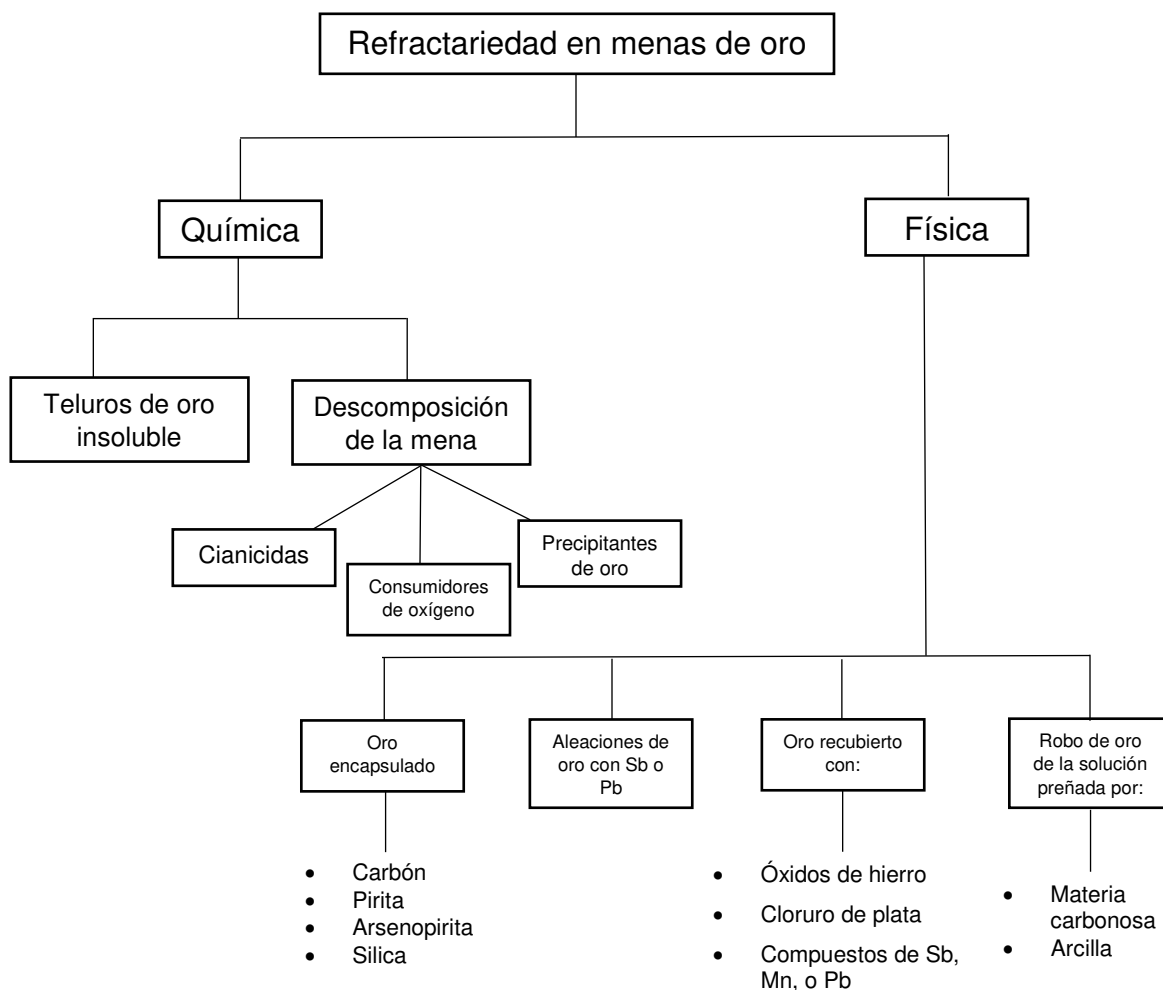 Refractariedad en menas de oro
Química
Física
Teluros de oro
insoluble
Descomposición
de la mena
Cianicidas
Consumidores
de oxígeno
Precipitantes
de oro
Oro
encapsulado
Aleaciones de
oro con Sb o
Pb
Oro recubierto
con:
Robo de oro
de la solución
preñada por:
• Carbón
• Pirita
• Arsenopirita
• Silica
• Óxidos de hierro
• Cloruro de plata
• Compuestos de Sb,
Mn, o Pb
• Materia
carbonosa
• Arcilla